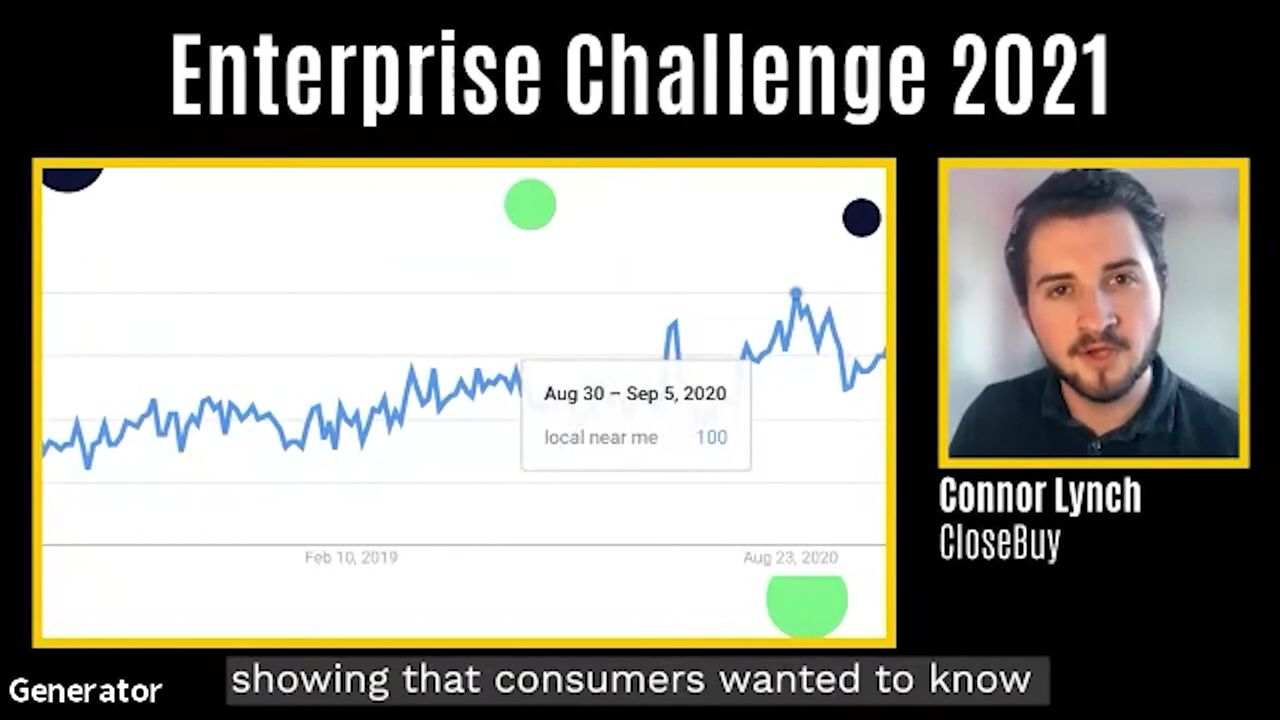 Enterprise Challenge 2021
Aug 30 – Sep 5, 2020
local near me 100
Feb 10, 2019
Aug 23, 2020
Connor Lynch
CloseBuy
Generator
showing that consumers wanted to know